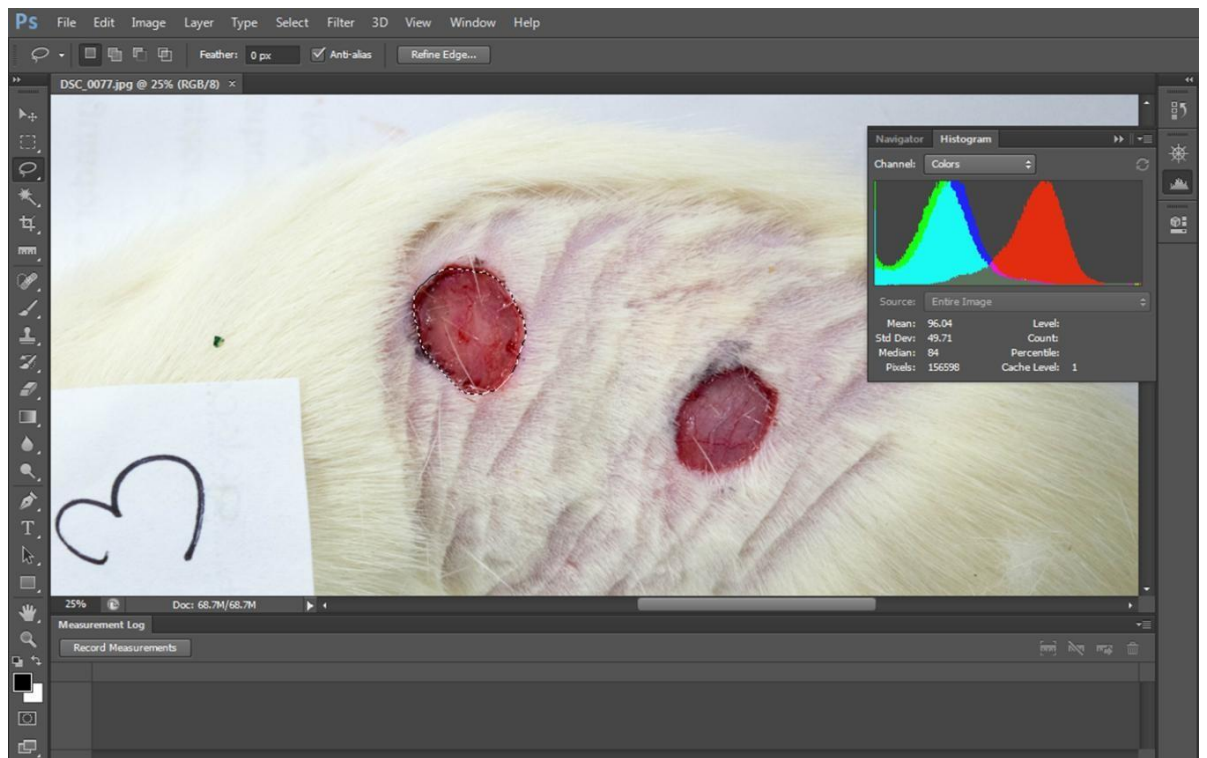 Ps File Edit Image Layer Type Select Filter 3D View Window Help
Feather: 0 px Anti-alias Refine Edge...
DSC_0077.jpg @ 25% (RGB/8) ×
Navigator Histogram
Channel: Colors
Source: Entire Image
Mean: 96.04 Level:
Std Dev: 49.71 Count:
Median: 84 Percentile:
Pixels: 156598 Cache Level: 1
3
25% Doc: 68.7M/68.7M
Measurement Log
Record Measurements